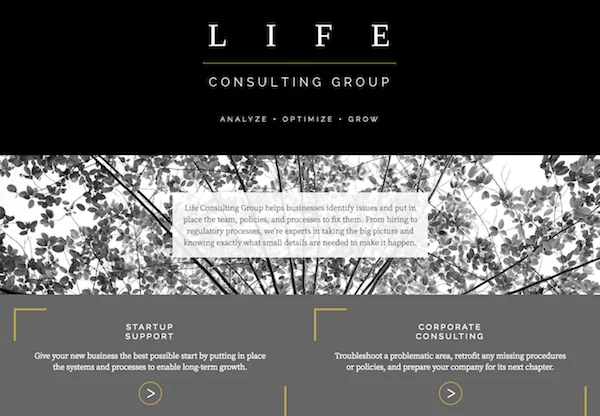 LIFE
CONSULTING GROUP
ANALYZE • OPTIMIZE • GROW
Life Consulting Group helps businesses identify issues and put in
place the team, policies, and processes to fix them. From hiring to
regulatory processes, we're experts in taking the big picture and
knowing exactly what small details are needed to make it happen.
STARTUP
SUPPORT
Give your new business the best possible start by putting in place
the systems and processes to enable long-term growth.
CORPORATE
CONSULTING
Troubleshoot a problematic area, retrofit any missing procedures
or policies, and prepare your company for its next chapter.